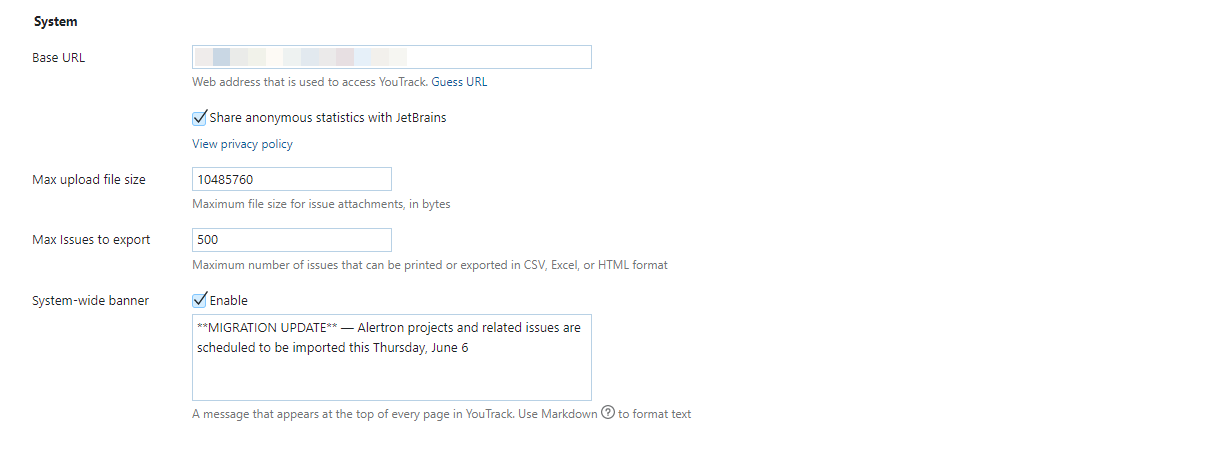 System
Base URL
Web address that is used to access YouTrack. Guess URL
Share anonymous statistics with JetBrains
View privacy policy
Max upload file size
10485760
Maximum file size for issue attachments, in bytes
Max Issues to export
500
Maximum number of issues that can be printed or exported in CSV, Excel, or HTML format
System-wide banner
Enable
**MIGRATION UPDATE** — Alertron projects and related issues are
scheduled to be imported this Thursday, June 6
A message that appears at the top of every page in YouTrack. Use Markdown ? to format text